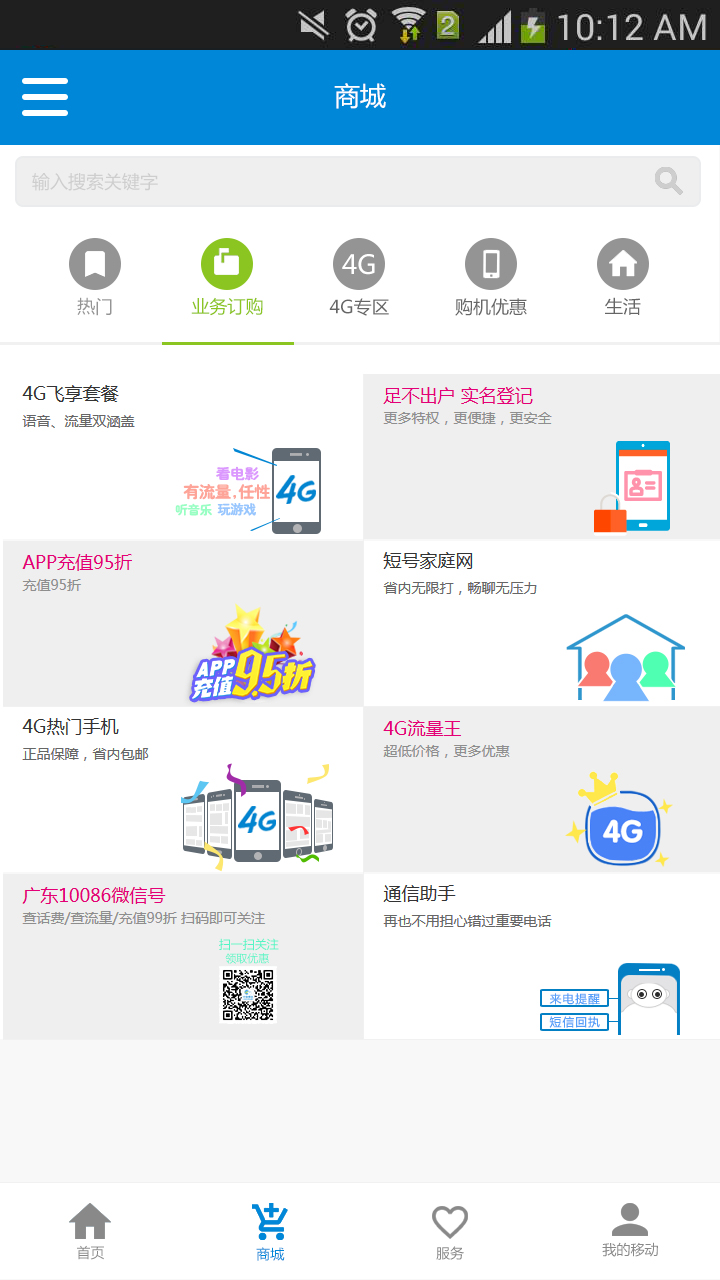 2 10:12 AM
商城
输入搜索关键字
4G
热门 业务订购 4G专区 购机优惠 生活
4G飞享套餐
语音、流量双涵盖
看电影
有流量,任性
听音乐 玩游戏
4G
足不出户 实名登记
更多特权，更便捷，更安全
APP充值95折
充值95折
APP
充值9.5折
短号家庭网
省内无限打，畅聊无压力
4G热门手机
正品保障，省内包邮
4G
4G流量王
超低价格，更多优惠
4G
广东10086微信号
查话费/查流量/充值99折 扫码即可关注
扫一扫关注
领取优惠
通信助手
再也不用担心错过重要电话
来电提醒
短信回执
首页 商城 服务 我的移动